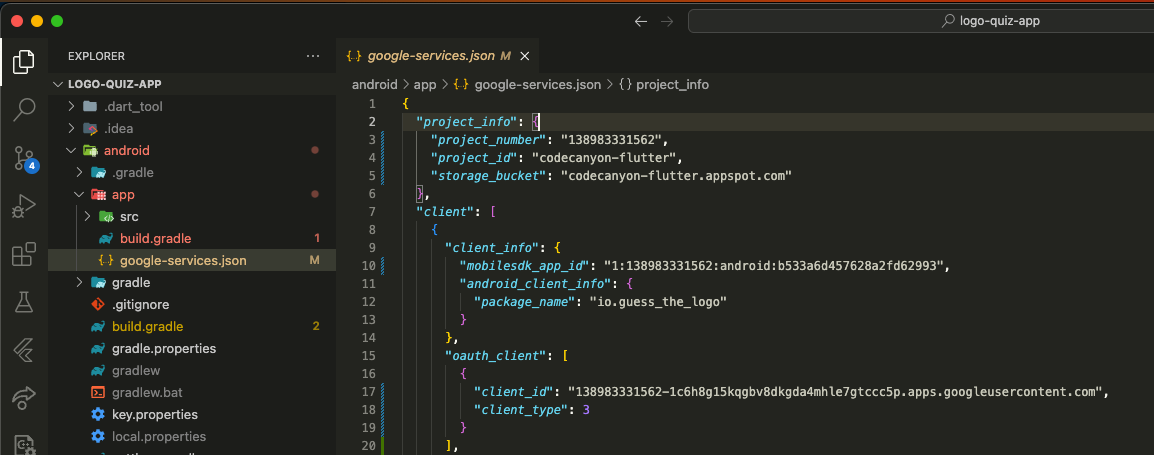 logo-quiz-app
EXPLORER
LOGO-QUIZ-APP
.dart_tool
.idea
android
.gradle
app
src
build.gradle 1
google-services.json M
gradle
.gitignore
build.gradle 2
gradle.properties
gradlew
gradlew.bat
key.properties
local.properties
4
google-services.json M
android > app > {..} google-services.json > {} project_info
1 {
2 "project_info": {
3 "project_number": "138983331562",
4 "project_id": "codecanyon-flutter",
5 "storage_bucket": "codecanyon-flutter.appspot.com"
6 },
7 "client": [
8 {
9 "client_info": {
10 "mobilesdk_app_id": "1:138983331562:android:b533a6d457628a2fd62993",
11 "android_client_info": {
12 "package_name": "io.guess_the_logo"
13 }
14 },
15 "oauth_client": [
16 {
17 "client_id": "138983331562-1c6h8g15kqgbv8dkgda4mhle7gtccc5p.apps.googleusercontent.com",
18 "client_type": 3
19 }
20 ],